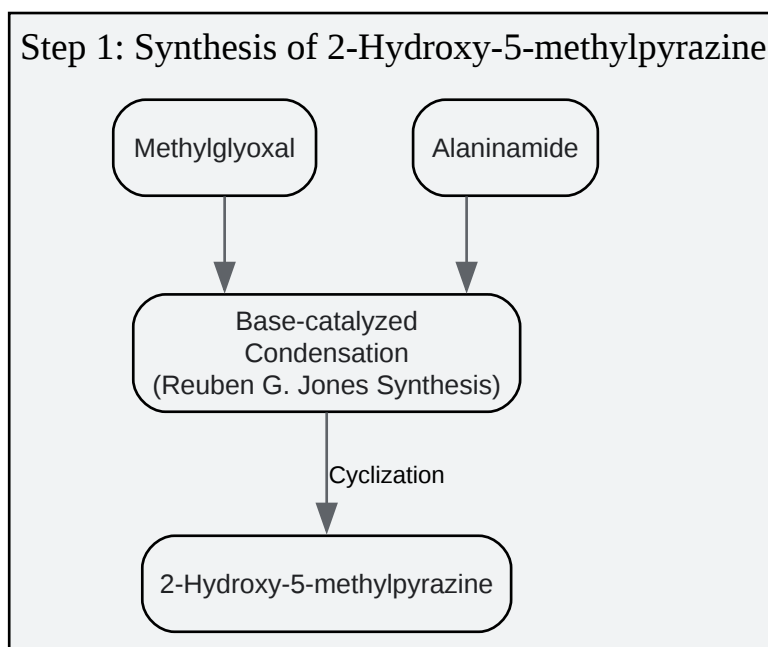 Step 1: Synthesis of 2-Hydroxy-5-methylpyrazine
Methylglyoxal
Alaninamide
Base-catalyzed
Condensation
(Reuben G. Jones Synthesis)
Cyclization
2-Hydroxy-5-methylpyrazine